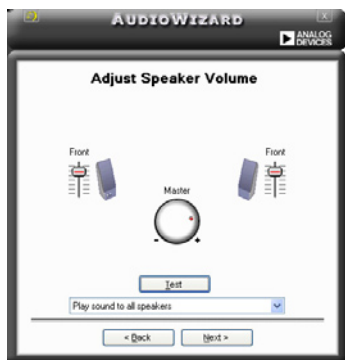 AUDIOWIZARD
ANALOG
DEVICES
Adjust Speaker Volume
Front
Front
Master
- +
Test
Play sound to all speakers
< Back Next >